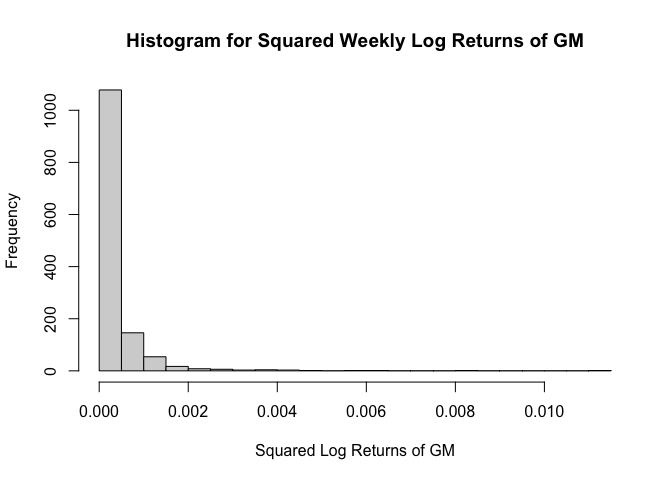 Histogram for Squared Weekly Log Returns of GM
Frequency
1000
800
600
400
200
0
0.000 0.002 0.004 0.006 0.008 0.010
Squared Log Returns of GM